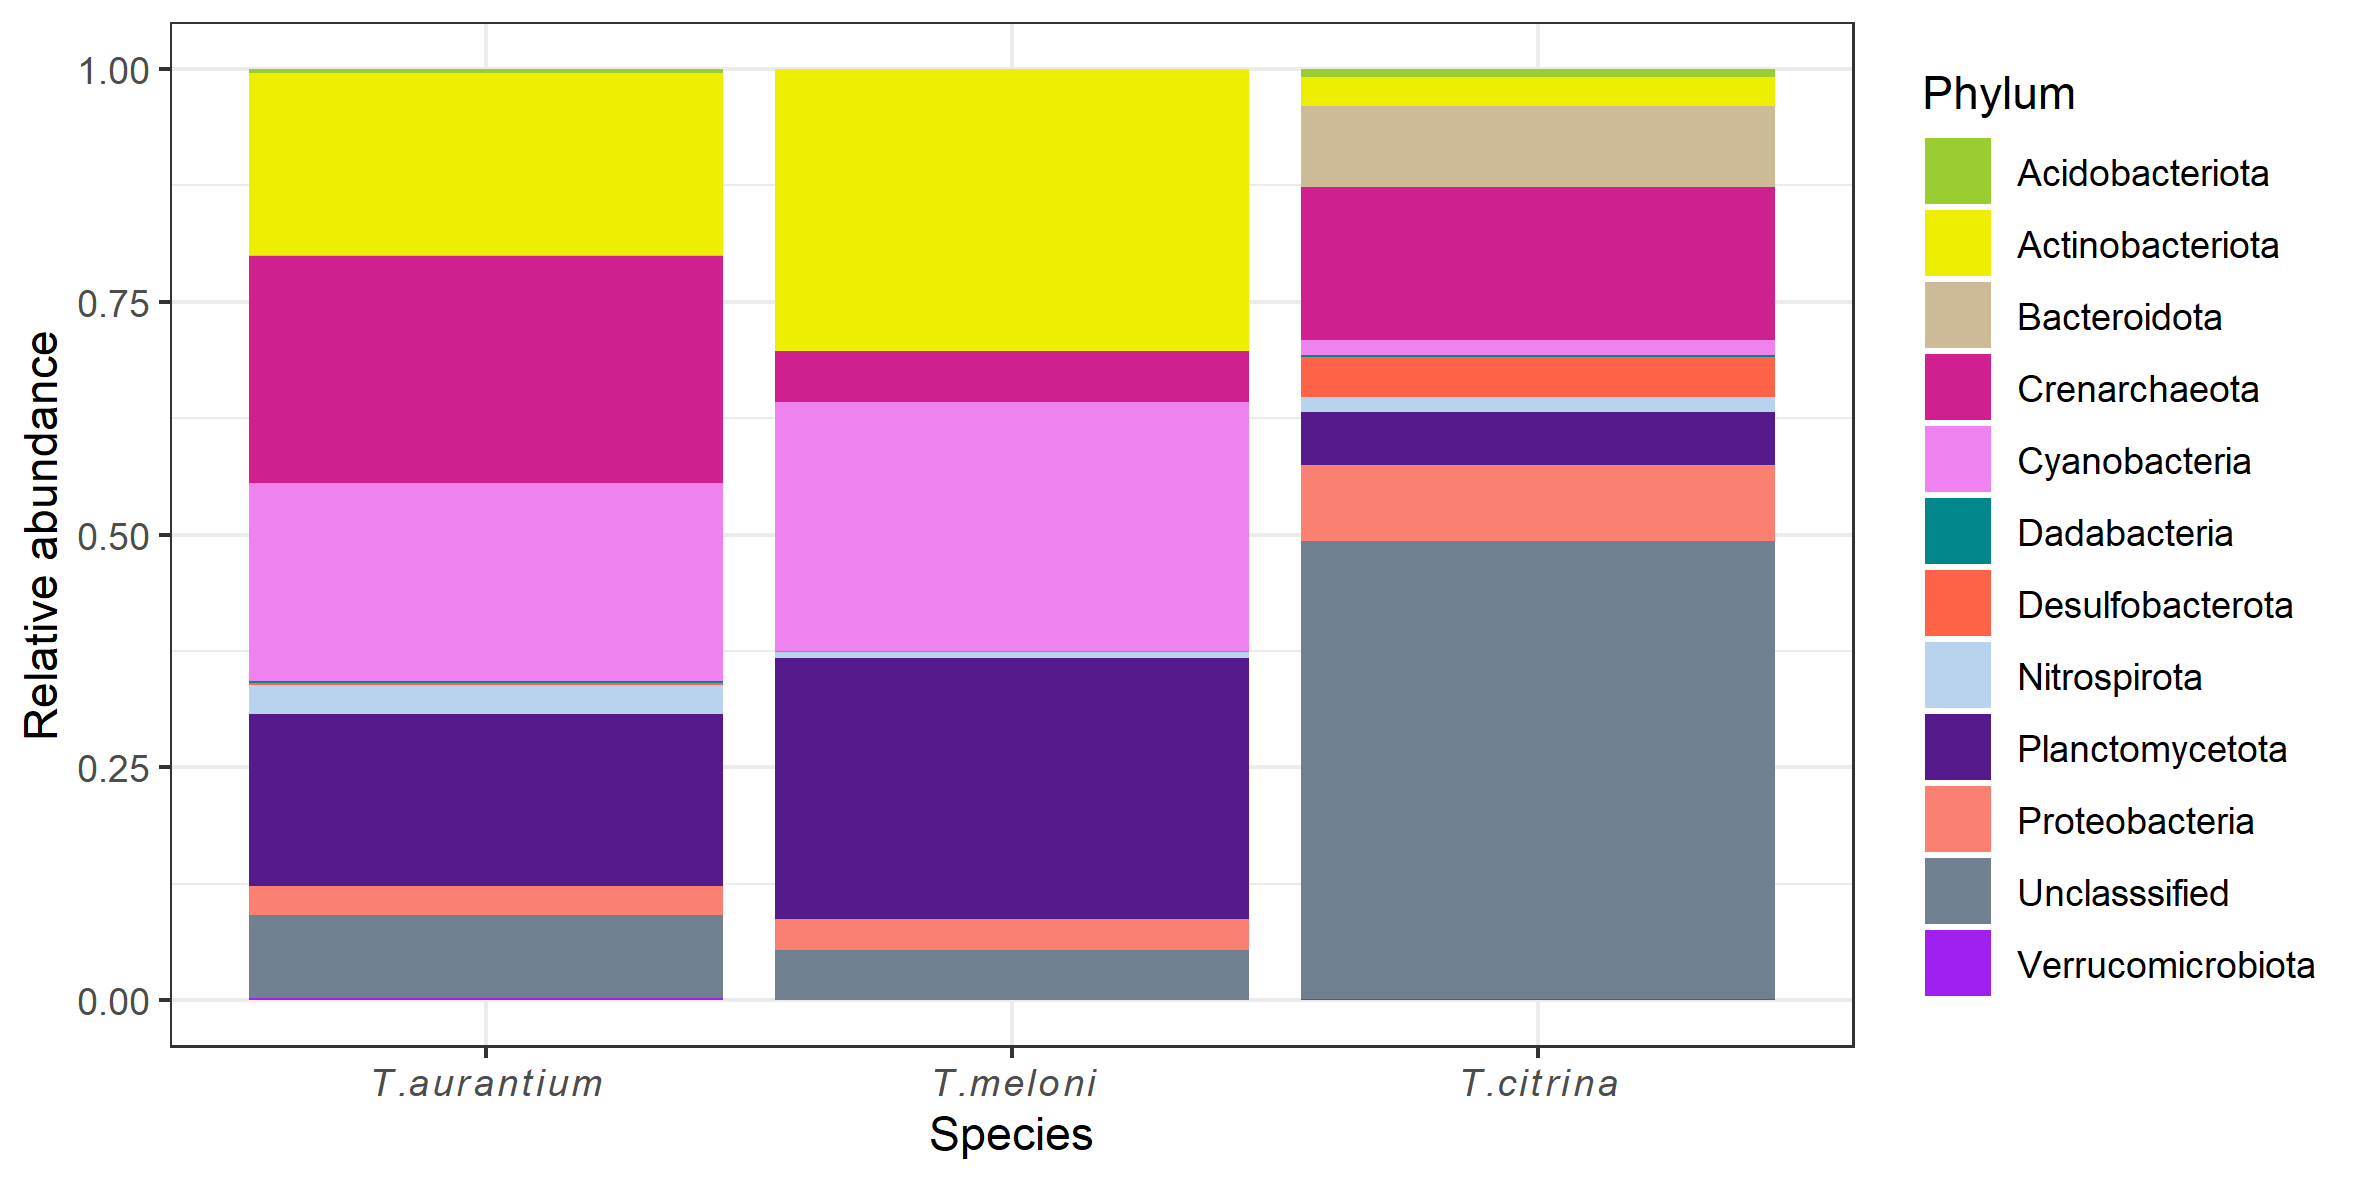 Relative abundance
1.00
0.75
0.50
0.25
0.00
T.aurantium
T.meloni
T.citrina
Species
Phylum
Acidobacteriota
Actinobacteriota
Bacteroidota
Crenarchaeota
Cyanobacteria
Dadabacteria
Desulfobacterota
Nitrospirota
Planctomycetota
Proteobacteria
Unclasssified
Verrucomicrobiota